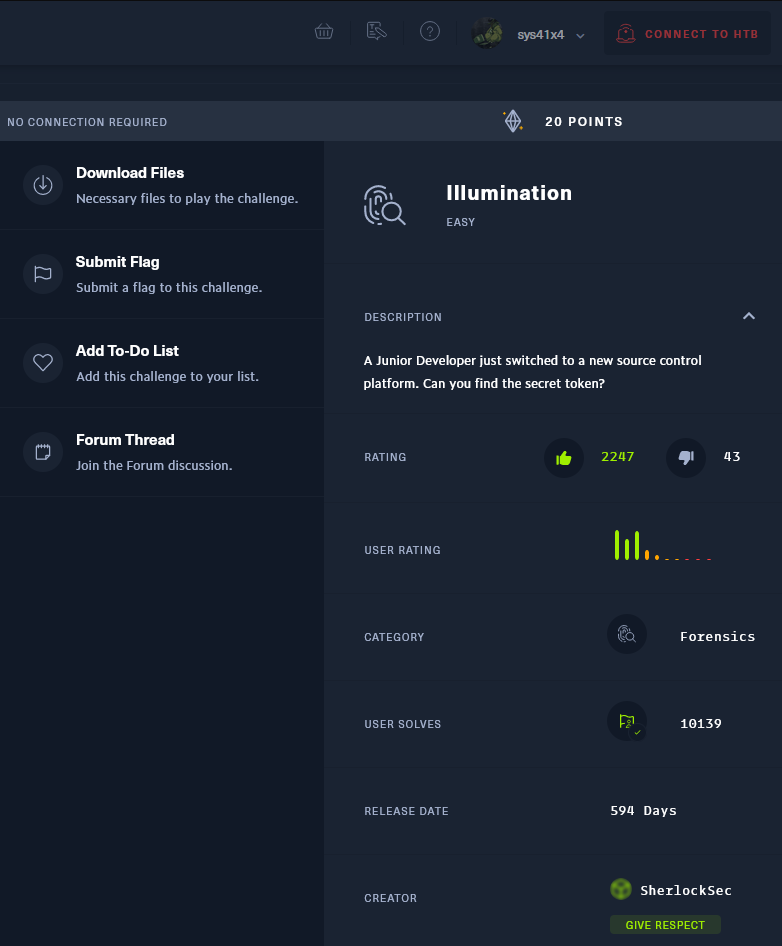 sys41x4
CONNECT TO HTB
NO CONNECTION REQUIRED
20 POINTS
Download Files
Necessary files to play the challenge.
Submit Flag
Submit a flag to this challenge.
Add To-Do List
Add this challenge to your list.
Forum Thread
Join the Forum discussion.
Illumination
EASY
DESCRIPTION
A Junior Developer just switched to a new source control
platform. Can you find the secret token?
RATING
2247
43
USER RATING
CATEGORY
Forensics
USER SOLVES
10139
RELEASE DATE
594 Days
CREATOR
SherlockSec
GIVE RESPECT